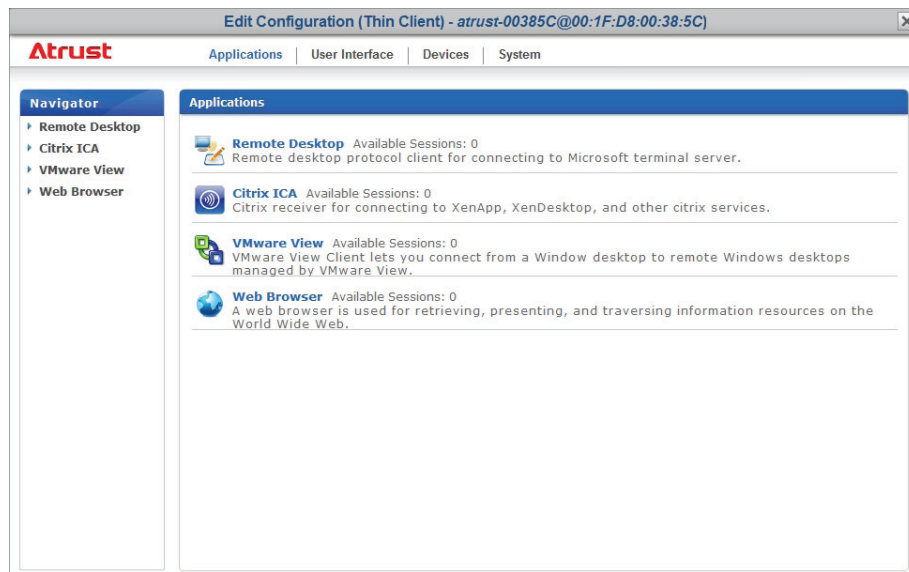 Edit Configuration (Thin Client) - atrust-00385C@00:1F:D8:00:38:5C)
Atrust
Applications | User Interface | Devices | System
Navigator
Remote Desktop
Citrix ICA
VMware View
Web Browser
Applications
Remote Desktop Available Sessions: 0
Remote desktop protocol client for connecting to Microsoft terminal server.
Citrix ICA Available Sessions: 0
Citrix receiver for connecting to XenApp, XenDesktop, and other citrix services.
VMware View Available Sessions: 0
VMware View Client lets you connect from a Window desktop to remote Windows desktops
managed by VMware View.
Web Browser Available Sessions: 0
A web browser is used for retrieving, presenting, and traversing information resources on the
World Wide Web.